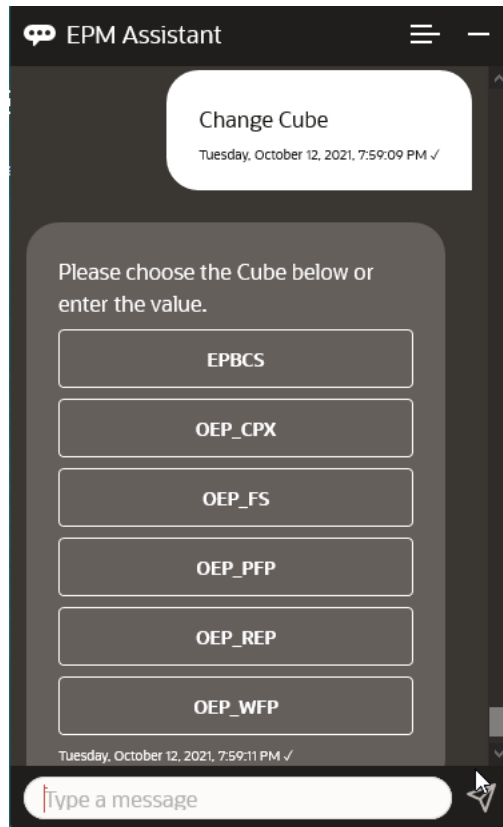 EPM Assistant
Change Cube
Tuesday, October 12, 2021, 7:59:09 PM ✓
Please choose the Cube below or
enter the value.
EPBCS
OEP_CPX
OEP_FS
OEP_PFP
OEP_REP
OEP_WFP
Tuesday, October 12, 2021, 7:59:11 PM ✓
Type a message